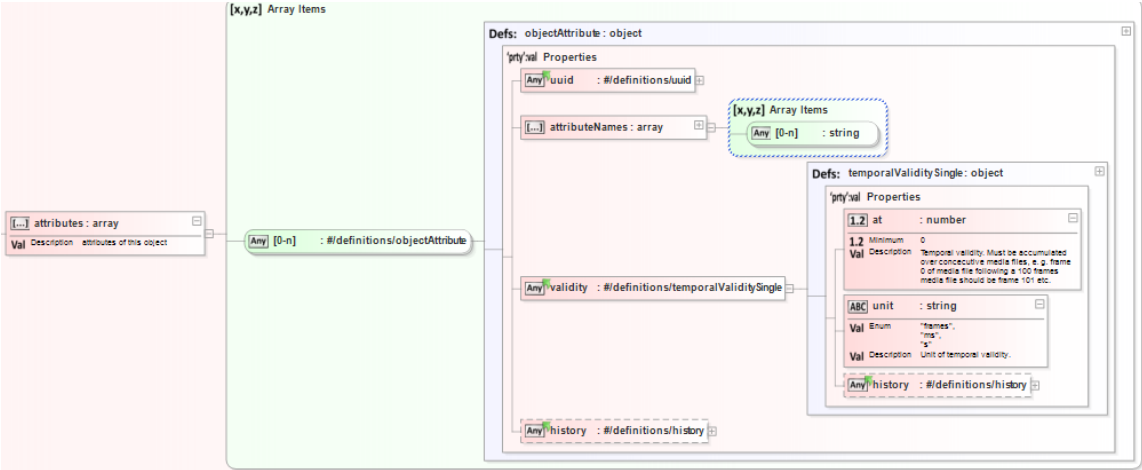 [x,y,z] Array Items
Defs: objectAttribute : object
'prty':val Properties
Any uuid : #/definitions/uuid
[...] attributeNames : array
[x,y,z] Array Items
Any [0-n] : string
Defs: temporalValiditySingle : object
'prty':val Properties
1.2 at : number
1.2 Minimum 0
Val Description Temporal validity. Must be accumulated
over concecutive media files, e. g. frame
0 of media file following a 100 frames
media file should be frame 101 etc.
[...] attributes : array
Val Description attributes of this object
Any [0-n] : #/definitions/objectAttribute
Any validity : #/definitions/temporalValiditySingle
ABC unit : string
Val Enum "frames",
"ms",
"s"
Val Description Unit of temporal validity.
Any history : #/definitions/history
Any history : #/definitions/history